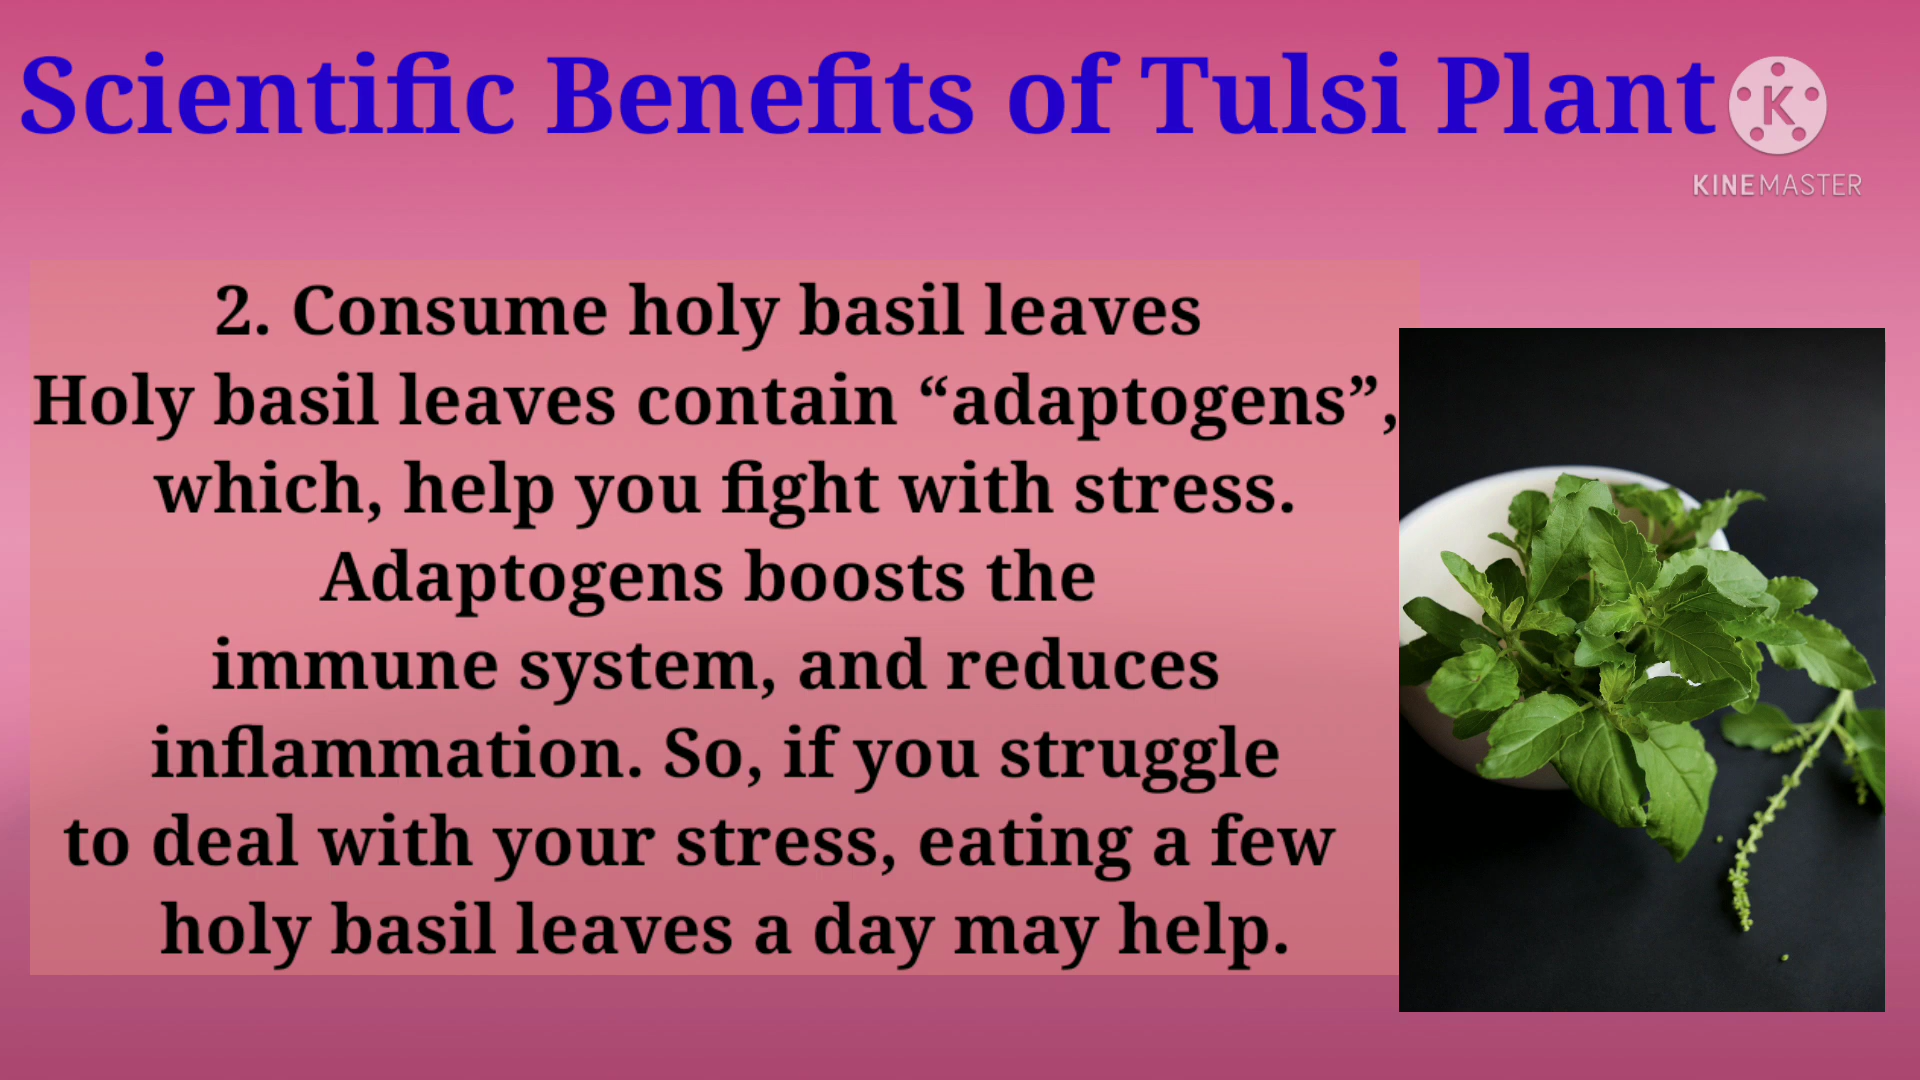 Scientific Benefits of Tulsi Plant
K
KINEMASTER
2. Consume holy basil leaves
Holy basil leaves contain “adaptogens”,
which, help you fight with stress.
Adaptogens boosts the
immune system, and reduces
inflammation. So, if you struggle
to deal with your stress, eating a few
holy basil leaves a day may help.